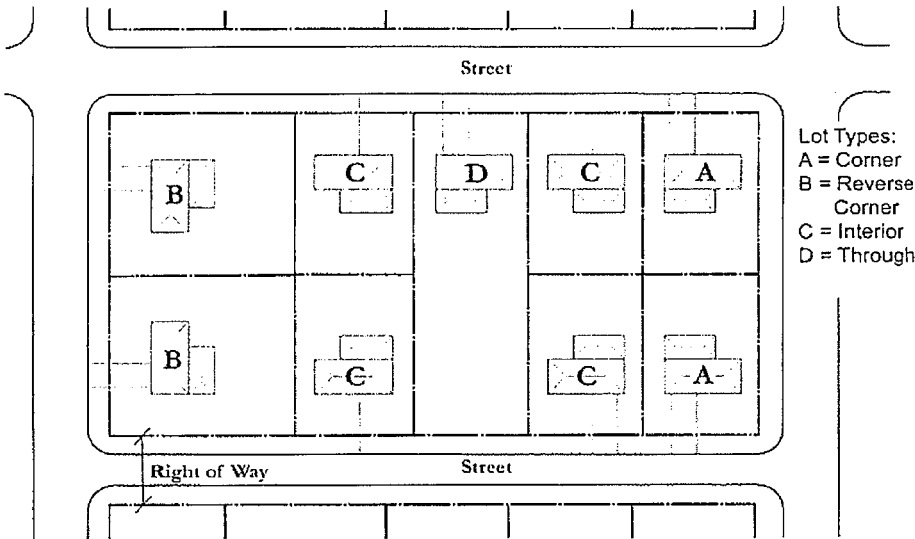 Street
Lot Types:
A = Corner
B = Reverse
Corner
C = Interior
D = Through
B
C
D
C
A
B
C
C
A
Right of Way
Street